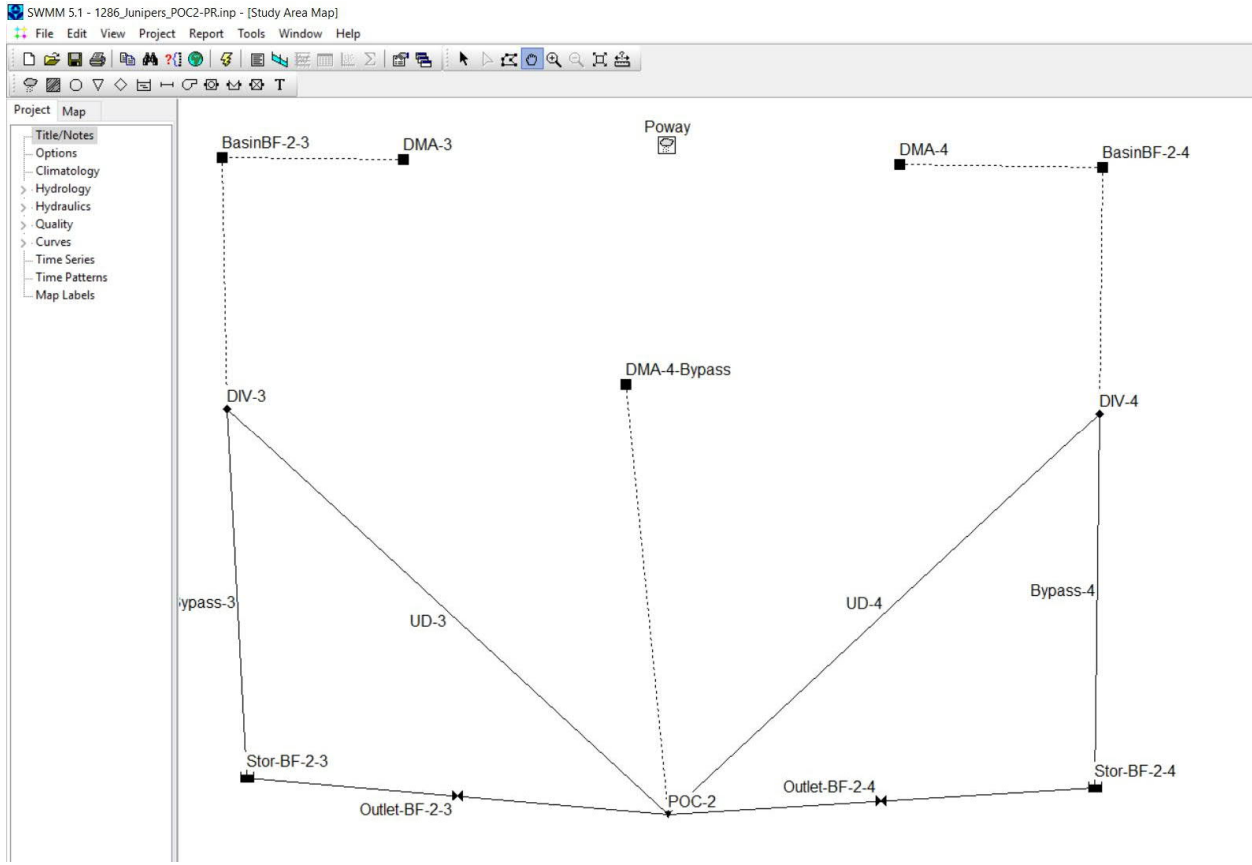 SWMM 5.1 - 1286_Junipers_POC2-PR.inp - [Study Area Map]
File Edit View Project Report Tools Window Help
T
Project Map
Title/Notes
Options
Climatology
Hydrology
Hydraulics
Quality
Curves
Time Series
Time Patterns
Map Labels
Poway
BasinBF-2-3
DMA-3
DMA-4
BasinBF-2-4
DMA-4-Bypass
DIV-3
DIV-4
ypass-3
UD-3
UD-4
Bypass-4
Stor-BF-2-3
Outlet-BF-2-3
POC-2
Outlet-BF-2-4
Stor-BF-2-4